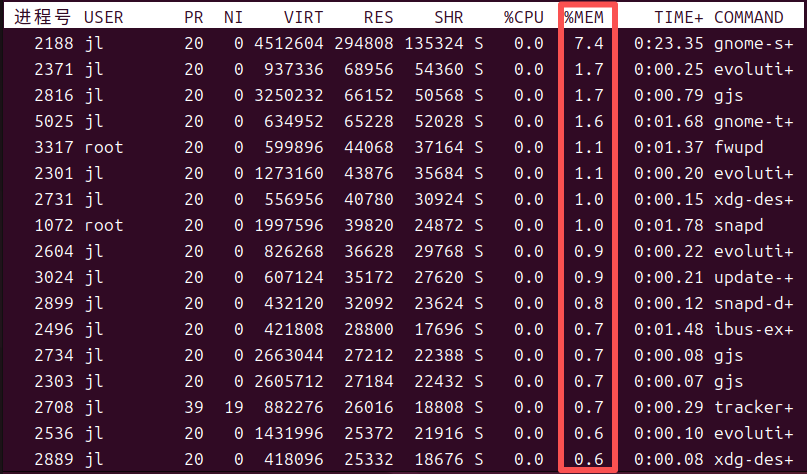 进程号 USER PR NI VIRT RES SHR %CPU %MEM TIME+ COMMAND
2188 jl 20 0 4512604 294808 135324 S 0.0 7.4 0:23.35 gnome-s+
2371 jl 20 0 937336 68956 54360 S 0.0 1.7 0:00.25 evoluti+
2816 jl 20 0 3250232 66152 50568 S 0.0 1.7 0:00.79 gjs
5025 jl 20 0 634952 65228 52028 S 0.0 1.6 0:01.68 gnome-t+
3317 root 20 0 599896 44068 37164 S 0.0 1.1 0:01.37 fwupd
2301 jl 20 0 1273160 43876 35684 S 0.0 1.1 0:00.20 evoluti+
2731 jl 20 0 556956 40780 30924 S 0.0 1.0 0:00.15 xdg-des+
1072 root 20 0 1997596 39820 24872 S 0.0 1.0 0:01.78 snapd
2604 jl 20 0 826268 36628 29768 S 0.0 0.9 0:00.22 evoluti+
3024 jl 20 0 607124 35172 27620 S 0.0 0.9 0:00.21 update-+
2899 jl 20 0 432120 32092 23624 S 0.0 0.8 0:00.12 snapd-d+
2496 jl 20 0 421808 28800 17696 S 0.0 0.7 0:01.48 ibus-ex+
2734 jl 20 0 2663044 27212 22388 S 0.0 0.7 0:00.08 gjs
2303 jl 20 0 2605712 27184 22432 S 0.0 0.7 0:00.07 gjs
2708 jl 39 19 882276 26016 18808 S 0.0 0.7 0:00.29 tracker+
2536 jl 20 0 1431996 25372 21916 S 0.0 0.6 0:00.10 evoluti+
2889 jl 20 0 418096 25332 18676 S 0.0 0.6 0:00.08 xdg-des+